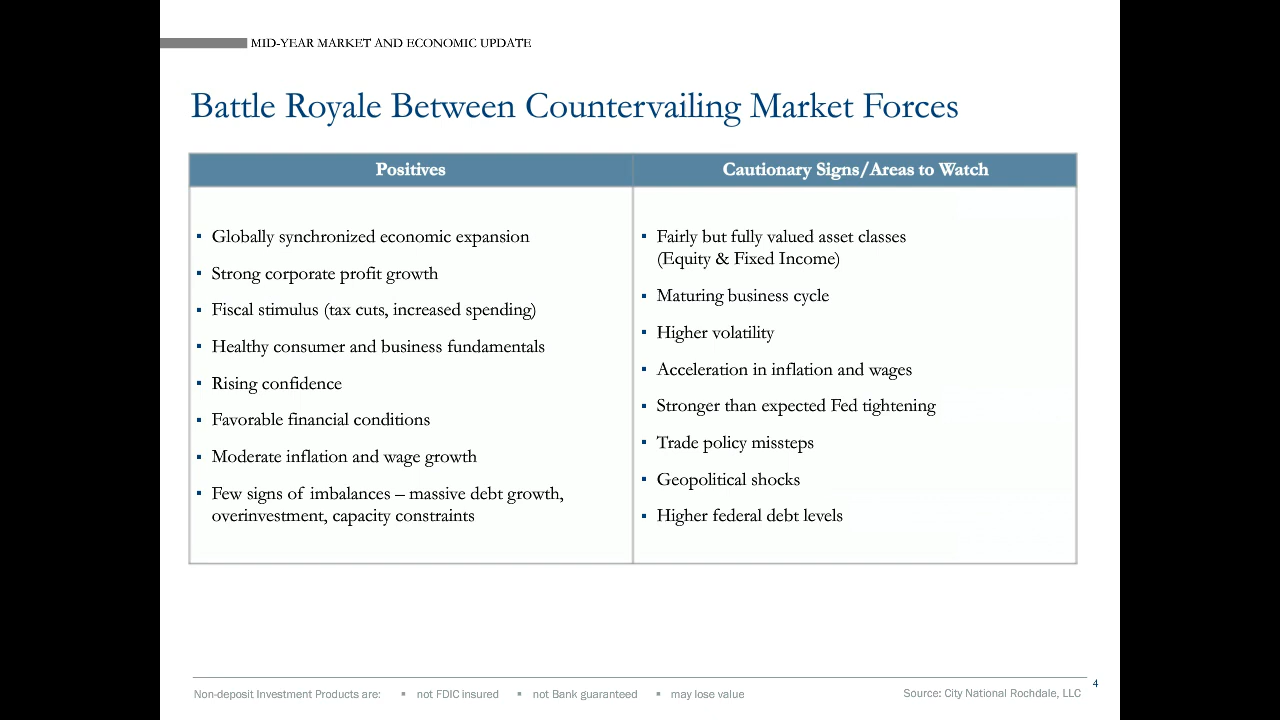 MID-YEAR MARKET AND ECONOMIC UPDATE
Battle Royale Between Countervailing Market Forces
Positives
▪ Globally synchronized economic expansion
▪ Strong corporate profit growth
▪ Fiscal stimulus (tax cuts, increased spending)
▪ Healthy consumer and business fundamentals
▪ Rising confidence
▪ Favorable financial conditions
▪ Moderate inflation and wage growth
▪ Few signs of imbalances – massive debt growth,
overinvestment, capacity constraints
Cautionary Signs/Areas to Watch
▪ Fairly but fully valued asset classes
(Equity & Fixed Income)
▪ Maturing business cycle
▪ Higher volatility
▪ Acceleration in inflation and wages
▪ Stronger than expected Fed tightening
▪ Trade policy missteps
▪ Geopolitical shocks
▪ Higher federal debt levels
Non-deposit Investment Products are: ▪ not FDIC insured ▪ not Bank guaranteed ▪ may lose value
Source: City National Rochdale, LLC
4